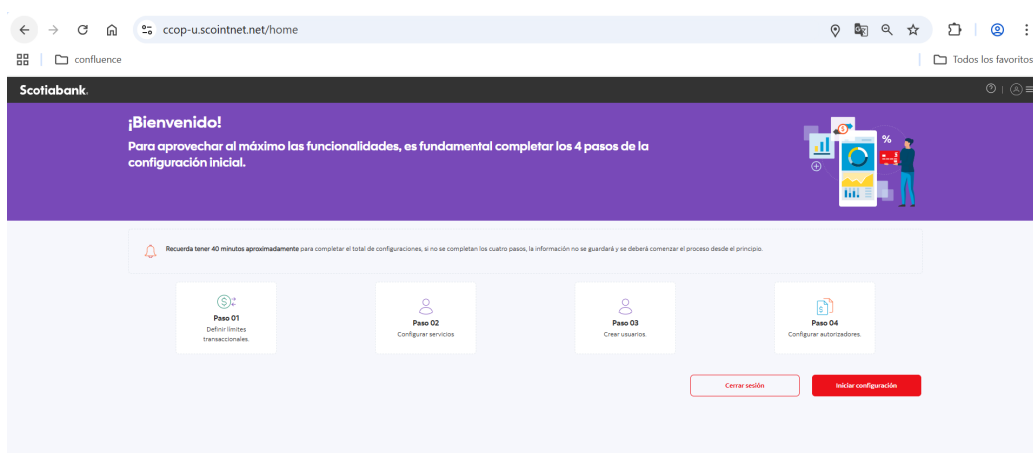 ccop-u.scointnet.net/home
confluence
Todos los favoritos
Scotiabank.
¡Bienvenido!
Para aprovechar al máximo las funcionalidades, es fundamental completar los 4 pasos de la
configuración inicial.
%
Recuerda tener 40 minutos aproximadamente para completar el total de configuraciones, si no se completan los cuatro pasos, la información no se guardará y se deberá comenzar el proceso desde el principio.
Paso 01
Definir límites
transaccionales.
Paso 02
Configurar servicios
Paso 03
Crear usuarios.
Paso 04
Configurar autorizadores.
Cerrar sesión
Iniciar configuración